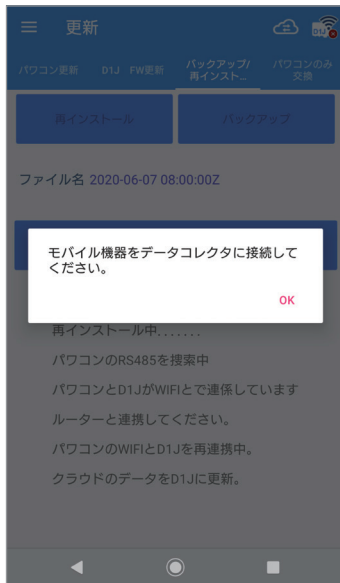 更新
D1J
パワコン更新 D1J FW更新 バックアップ/ パワコンのみ
再インスト... 交換
再インストール バックアップ
ファイル名 2020-06-07 08:00:00Z
モバイル機器をデータコレクタに接続して
ください。
OK
再インストール中.......
パワコンのRS485を捜索中
パワコンとD1JがWIFIとで連係しています
ルーターと連携してください。
パワコンのWIFIとD1Jを再連携中。
クラウドのデータをD1Jに更新。